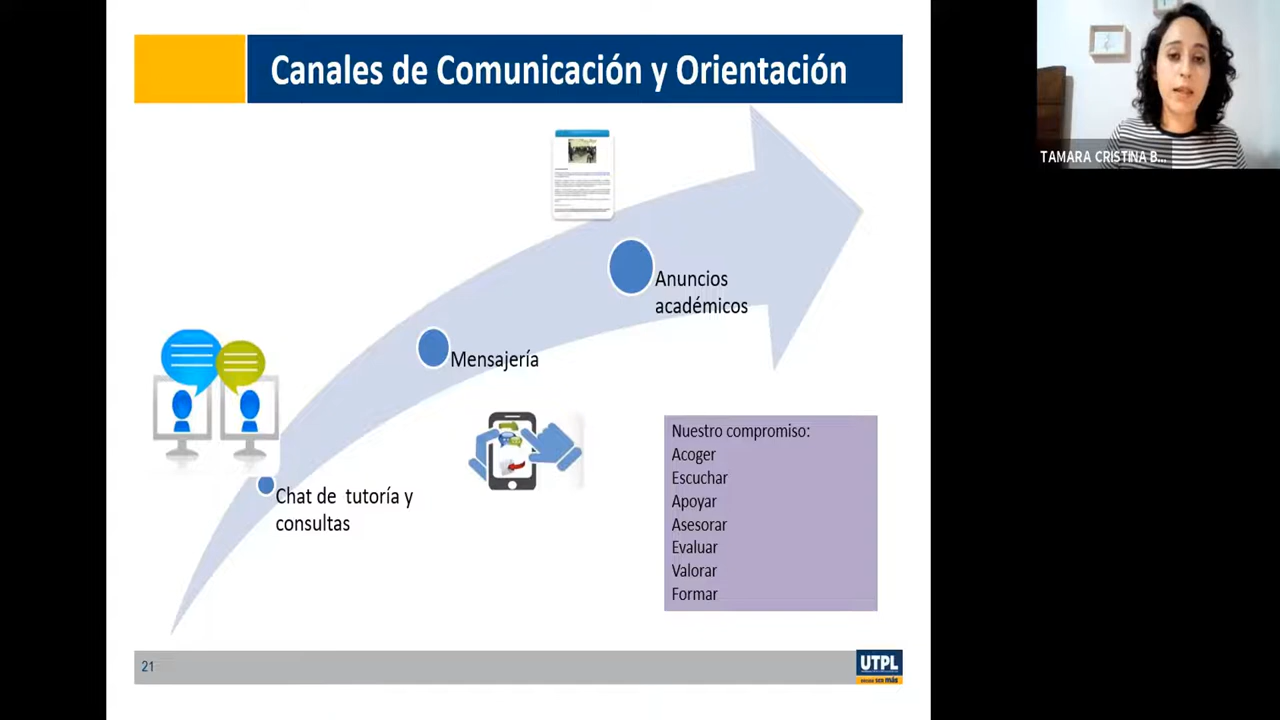 Canales de Comunicación y Orientación
TAMARA CRISTINA B...
Anuncios
académicos
Mensajería
Chat de tutoría y
consultas
Nuestro compromiso:
Acoger
Escuchar
Apoyar
Asesorar
Evaluar
Valorar
Formar
21
UTPL